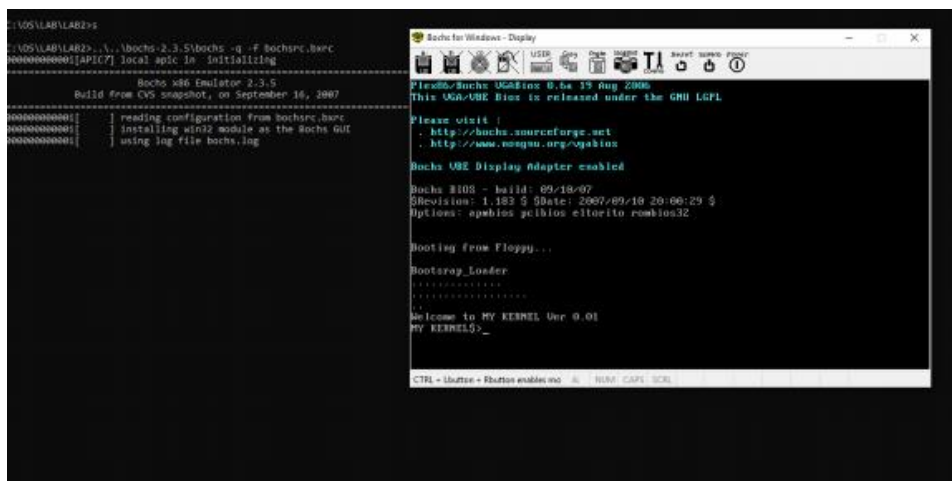 C:\OS\LAB\LAB2>s
C:\OS\LAB\LAB2>..\..\bochs-2.3.5\bochs -q -f bochsrc.bxrc
00000000000i[APIC?] local apic in  initializing
========================================================================
Bochs x86 Emulator 2.3.5
Build from CVS snapshot, on September 16, 2007
========================================================================
00000000000i[     ] reading configuration from bochsrc.bxrc
00000000000i[     ] installing win32 module as the Bochs GUI
00000000000i[     ] using log file bochs.log
Bochs for Windows - Display
USER Copy
Plex86/Bochs VGABios 0.6a 19 Aug 2006
This VGA/VBE Bios is released under the GNU LGPL
Please visit :
. http://bochs.sourceforge.net
. http://www.nongnu.org/vgabios
Bochs VBE Display Adapter enabled
Bochs BIOS - build: 09/10/07
$Revision: 1.183 $ $Date: 2007/09/10 20:00:29 $
Options: apmbios pcibios eltorito rombios32
Booting from Floppy...
Bootsrap_Loader
..............
..................
..
Welcome to MY KERNEL Ver 0.01
MY KERNEL$>_
CTRL + Lbutton + Rbutton enables mo A: NUM CAPS SCRL